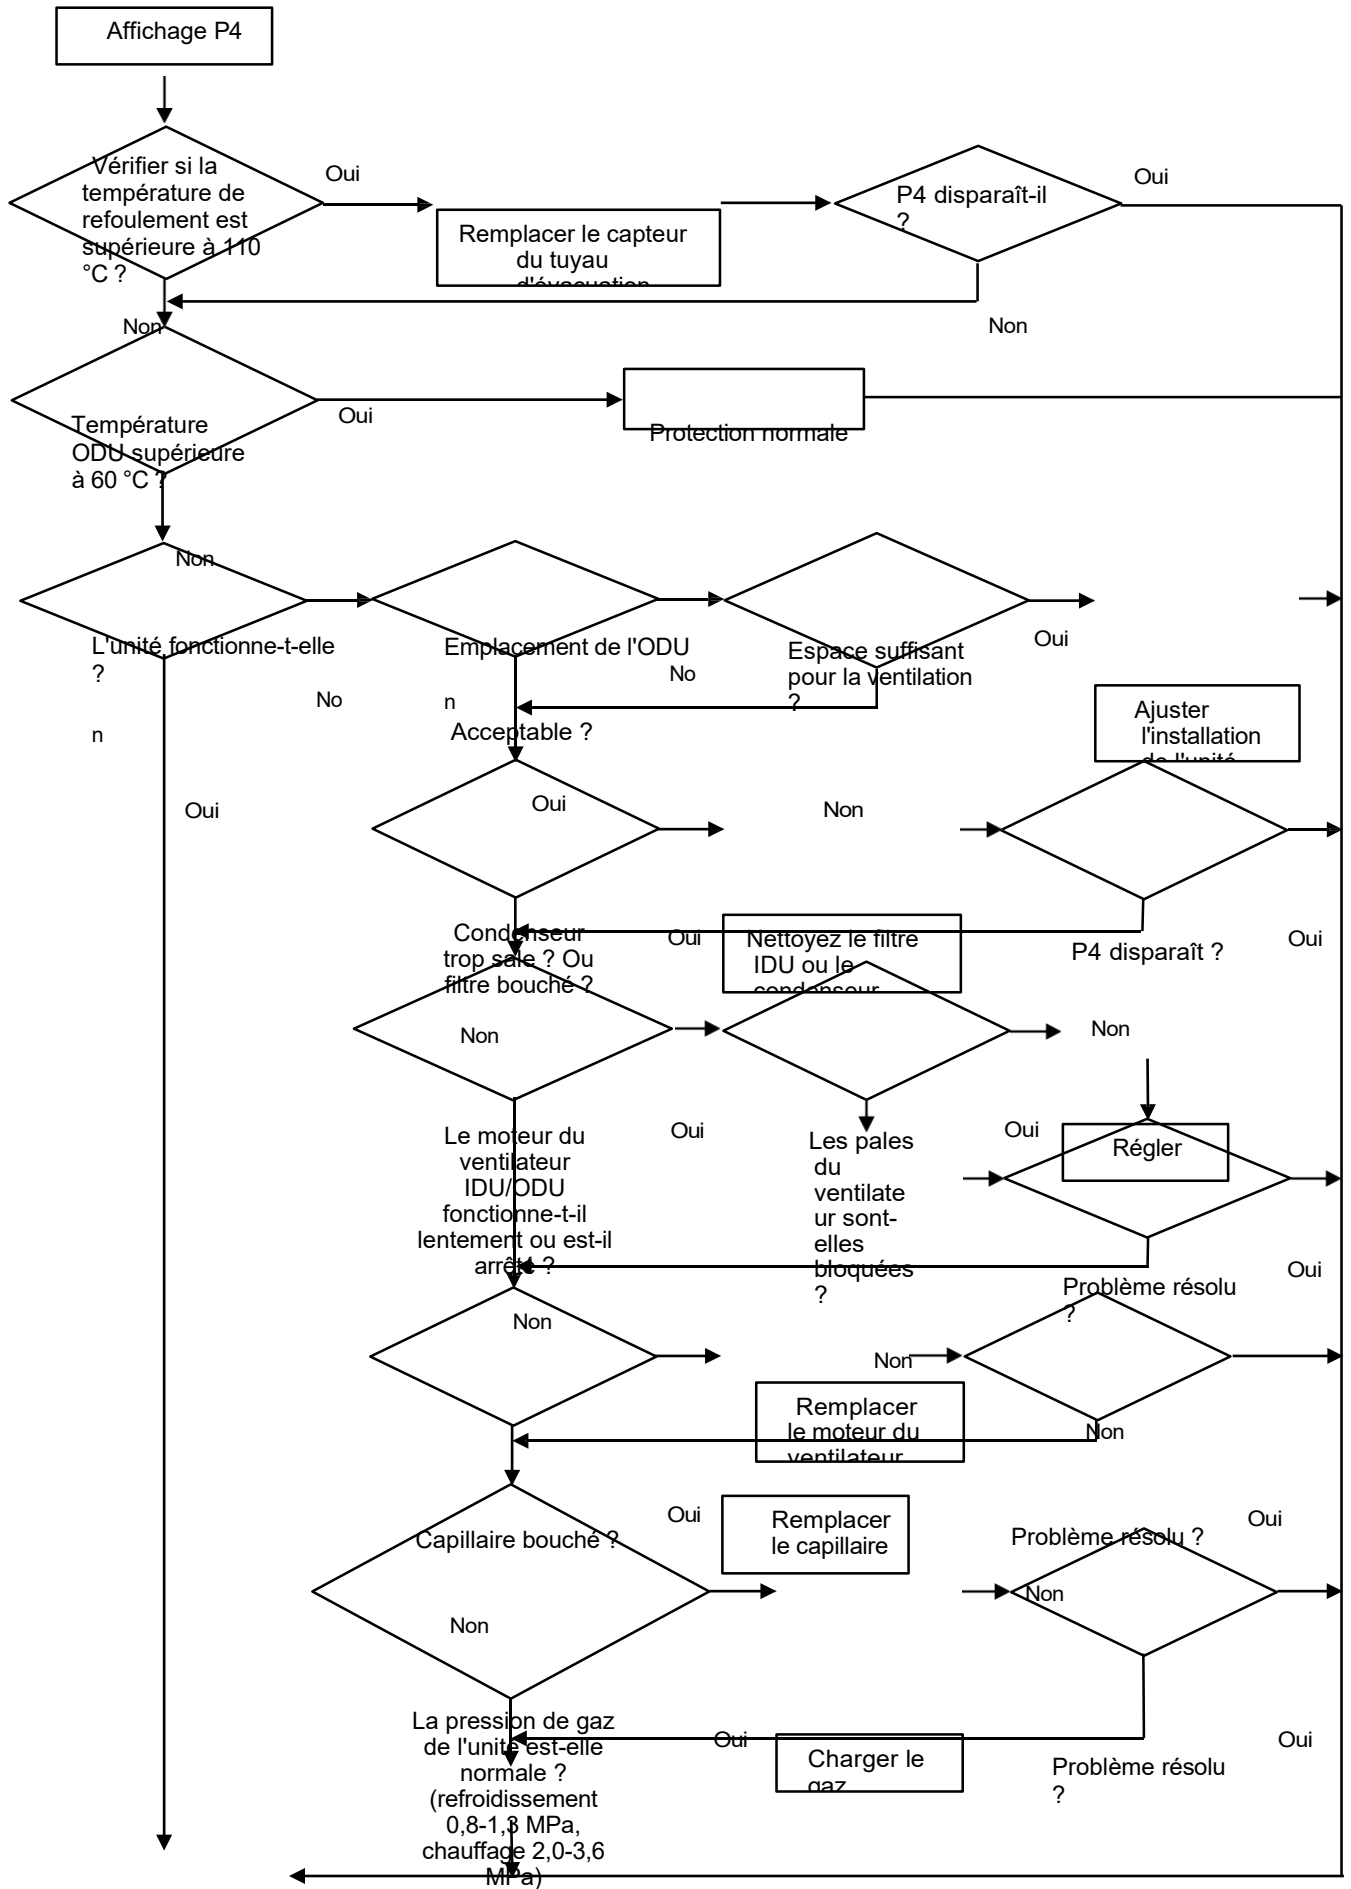 Affichage P4
Vérifier si la
température de
refoulement est
supérieure à 110
°C ?
Oui
Remplacer le capteur
du tuyau
d'évacuation
P4 disparaît-il
?
Oui
Non
Non
Température
ODU supérieure
à 60 °C ?
Oui
Protection normale
Non
L'unité fonctionne-t-elle
?
No
n
Oui
Emplacement de l'ODU
No
n
Acceptable ?
Oui
Espace suffisant
pour la ventilation
?
Oui
Non
Ajuster
l'installation
de l'unité
Condenseur
trop sale ? Ou
filtre bouché ?
Oui
Non
Nettoyez le filtre
IDU ou le
condenseur
P4 disparaît ?
Oui
Non
Le moteur du
ventilateur
IDU/ODU
fonctionne-t-il
lentement ou est-il
arrêté ?
Oui
Non
Les pales
du
ventilate
ur sont-
elles
bloquées
?
Oui
Non
Régler
Problème résolu
?
Oui
Non
Remplacer
le moteur du
ventilateur
Capillaire bouché ?
Oui
Non
Remplacer
le capillaire
Problème résolu ?
Oui
Non
La pression de gaz
de l'unité est-elle
normale ?
(refroidissement
0,8-1,3 MPa,
chauffage 2,0-3,6
MPa)
Oui
Charger le
gaz
Problème résolu
?
Oui